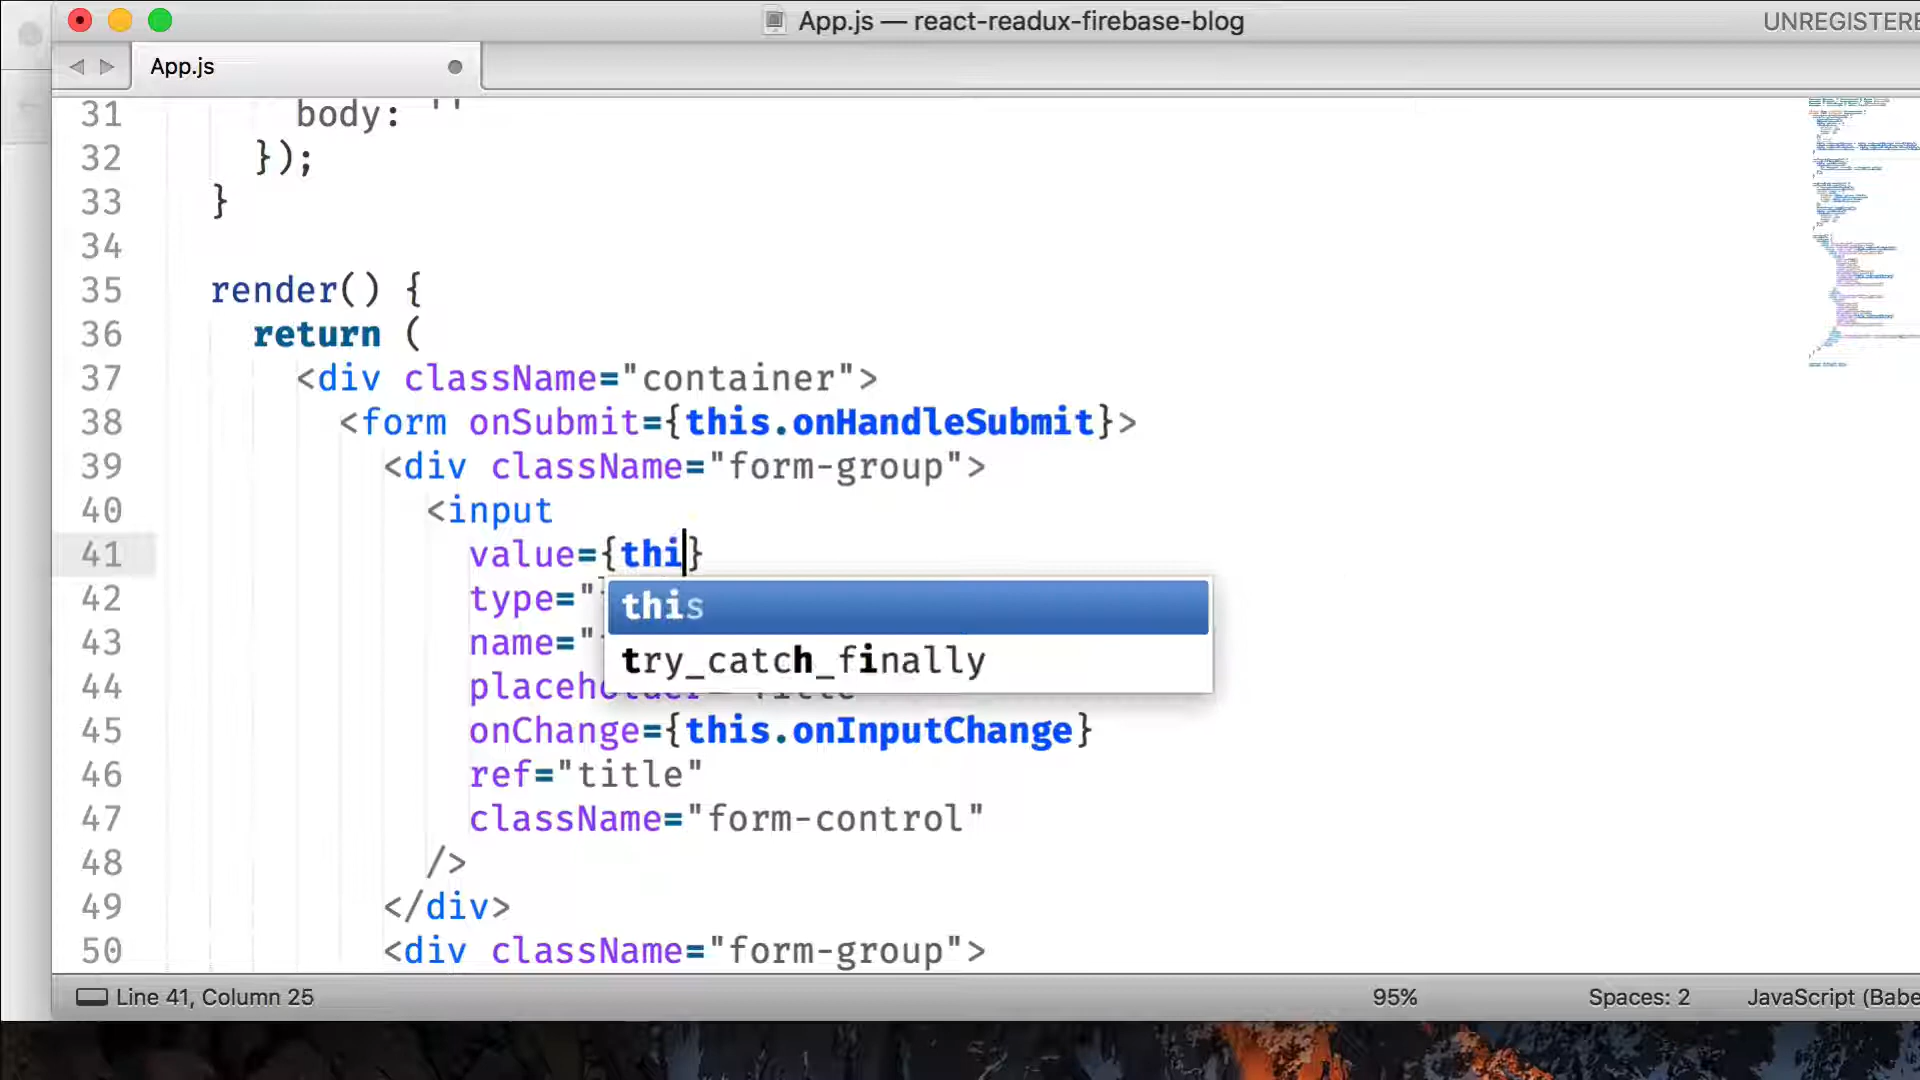 App.js — react-readux-firebase-blog
UNREGISTERE
App.js
31 body: ''
32 });
33 }
34
35 render() {
36 return (
37 <div className="container">
38 <form onSubmit={this.onHandleSubmit}>
39 <div className="form-group">
40 <input
41 value={thi}
42 type="
this
43 name="
try_catch_finally
44 placeholder="Title"
45 onChange={this.onInputChange}
46 ref="title"
47 className="form-control"
48 />
49 </div>
50 <div className="form-group">
Line 41, Column 25
95%
Spaces: 2
JavaScript (Babe